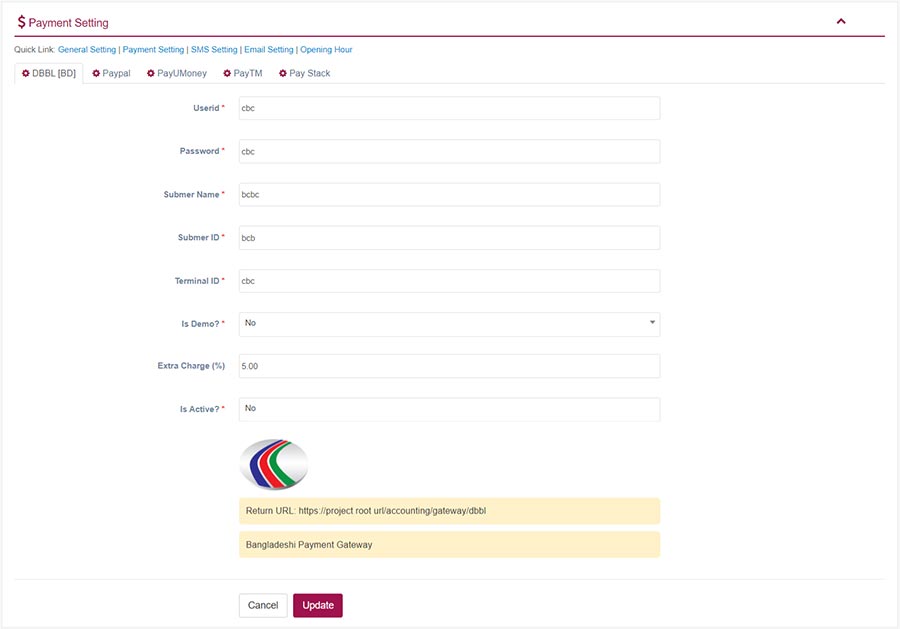 $ Payment Setting
Quick Link: General Setting | Payment Setting | SMS Setting | Email Setting | Opening Hour
DBBL [BD] Paypal PayUMoney PayTM Pay Stack
Userid * cbc
Password * cbc
Submer Name * bcbc
Submer ID * bcb
Terminal ID * cbc
Is Demo? * No
Extra Charge (%) 5.00
Is Active? * No
Return URL: https://project root url/accounting/gateway/dbbl
Bangladeshi Payment Gateway
Cancel Update